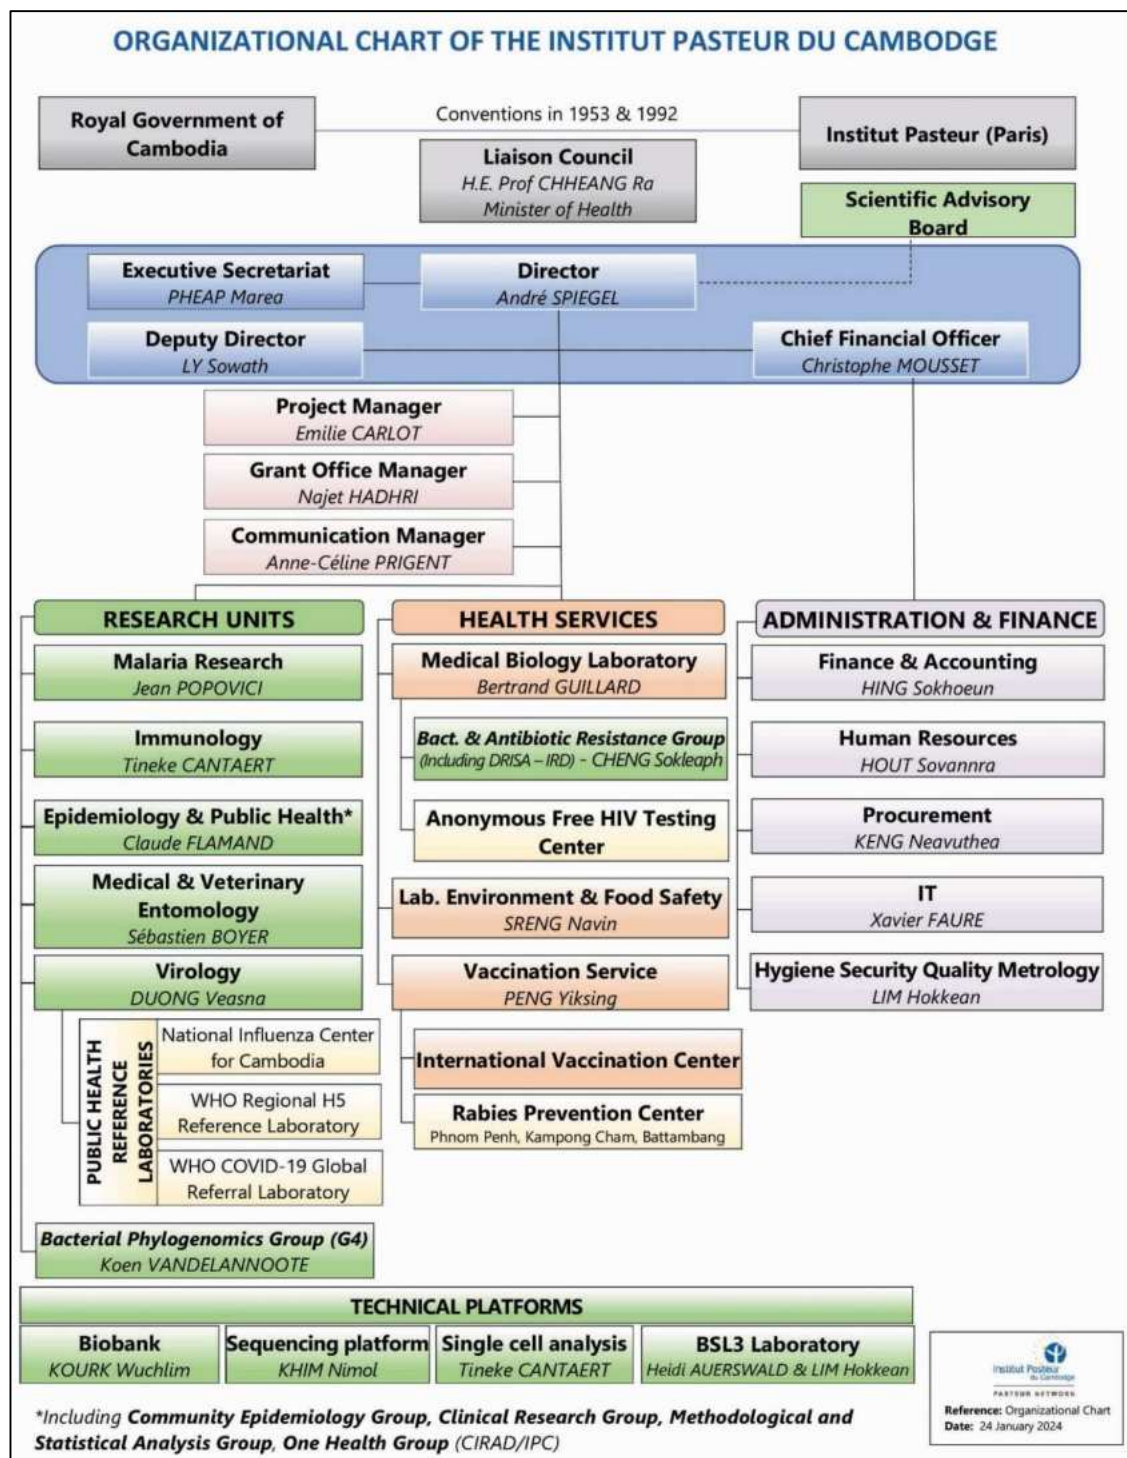 ORGANIZATIONAL CHART OF THE INSTITUT PASTEUR DU CAMBODGE
Royal Government of
Cambodia
Conventions in 1953 & 1992
Institut Pasteur (Paris)
Liaison Council
H.E. Prof CHHEANG Ra
Minister of Health
Scientific Advisory
Board
Executive Secretariat
PHEAP Marea
Director
André SPIEGEL
Deputy Director
LY Sowath
Chief Financial Officer
Christophe MOUSSET
Project Manager
Emilie CARLOT
Grant Office Manager
Najet HADHRI
Communication Manager
Anne-Céline PRIGENT
RESEARCH UNITS
Malaria Research
Jean POPOVICI
Immunology
Tineke CANTAERT
Epidemiology & Public Health*
Claude FLAMAND
Medical & Veterinary
Entomology
Sébastien BOYER
Virology
DUONG Veasna
PUBLIC HEALTH
REFERENCE
LABORATORIES
National Influenza Center
for Cambodia
WHO Regional H5
Reference Laboratory
WHO COVID-19 Global
Referral Laboratory
Bacterial Phylogenomics Group (G4)
Koen VANDELANNOOTE
HEALTH SERVICES
Medical Biology Laboratory
Bertrand GUILLARD
Bact. & Antibiotic Resistance Group
(Including DRISA – IRD) - CHENG Sokleaph
Anonymous Free HIV Testing
Center
Lab. Environment & Food Safety
SRENG Navin
Vaccination Service
PENG Yiksing
International Vaccination Center
Rabies Prevention Center
Phnom Penh, Kampong Cham, Battambang
ADMINISTRATION & FINANCE
Finance & Accounting
HING Sokhoeun
Human Resources
HOUT Sovannra
Procurement
KENG Neavuthea
IT
Xavier FAURE
Hygiene Security Quality Metrology
LIM Hokkean
TECHNICAL PLATFORMS
Biobank
KOURK Wuchlim
Sequencing platform
KHIM Nimol
Single cell analysis
Tineke CANTAERT
BSL3 Laboratory
Heidi AUERSWALD & LIM Hokkean
*Including Community Epidemiology Group, Clinical Research Group, Methodological and
Statistical Analysis Group, One Health Group (CIRAD/IPC)
Institut Pasteur
du Cambodge
PASTEUR NETWORK
Reference: Organizational Chart
Date: 24 January 2024